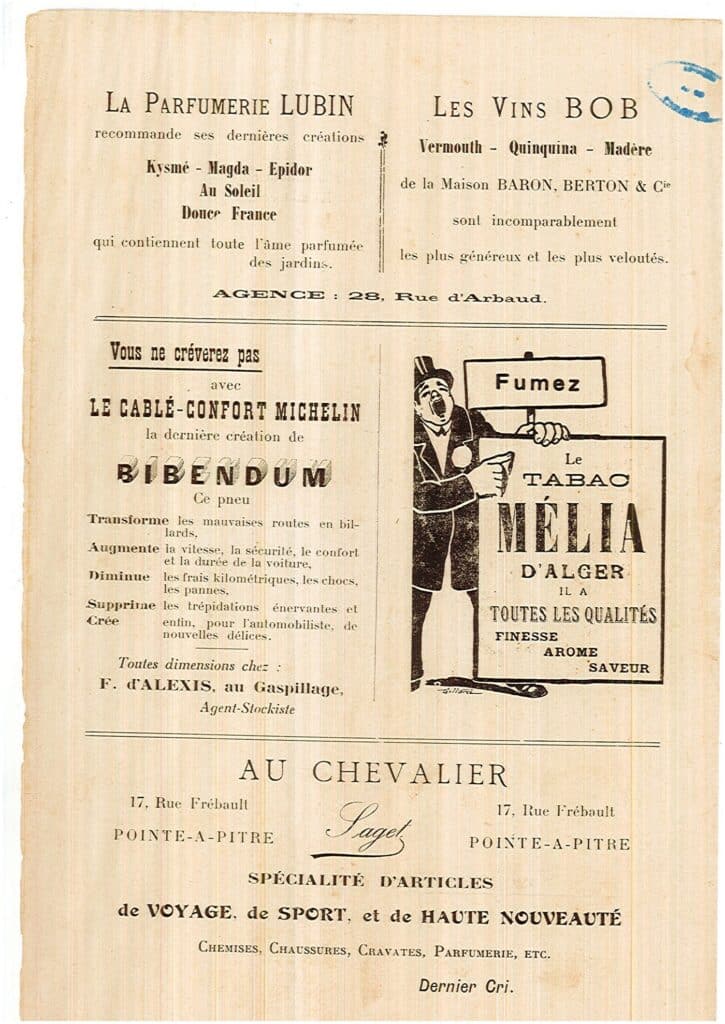 LA PARFUMERIE LUBIN
recommande ses dernières créations
Kysmé - Magda - Epidor
Au Soleil
Douce France
qui contiennent toute l'âme parfumée
des jardins.
LES VINS BOB
Vermouth - Quinquina - Madère
de la Maison BARON, BERTON & Cie
sont incomparablement
les plus généreux et les plus veloutés.
AGENCE : 28, Rue d'Arbaud.
Vous ne créverez pas
avec
LE CABLÉ-CONFORT MICHELIN
la dernière création de
BIBENDUM
Ce pneu
Transforme les mauvaises routes en bil-
lards,
Augmente la vitesse, la sécurité, le confort
et la durée de la voiture,
Diminue les frais kilométriques, les chocs,
les pannes,
Supprime les trépidations énervantes et
Crée enfin, pour l'automobiliste, de
nouvelles délices.
Toutes dimensions chez :
F. d'ALEXIS, au Gaspillage,
Agent-Stockiste
Fumez
Le
TABAC
MÉLIA
D'ALGER
IL A
TOUTES LES QUALITÉS
FINESSE
AROME
SAVEUR
AU CHEVALIER
17, Rue Frébault
POINTE-A-PITRE
Saget
17, Rue Frébault
POINTE-A-PITRE
SPÉCIALITÉ D'ARTICLES
de VOYAGE, de SPORT, et de HAUTE NOUVEAUTÉ
CHEMISES, CHAUSSURES, CRAVATES, PARFUMERIE, ETC.
Dernier Cri.